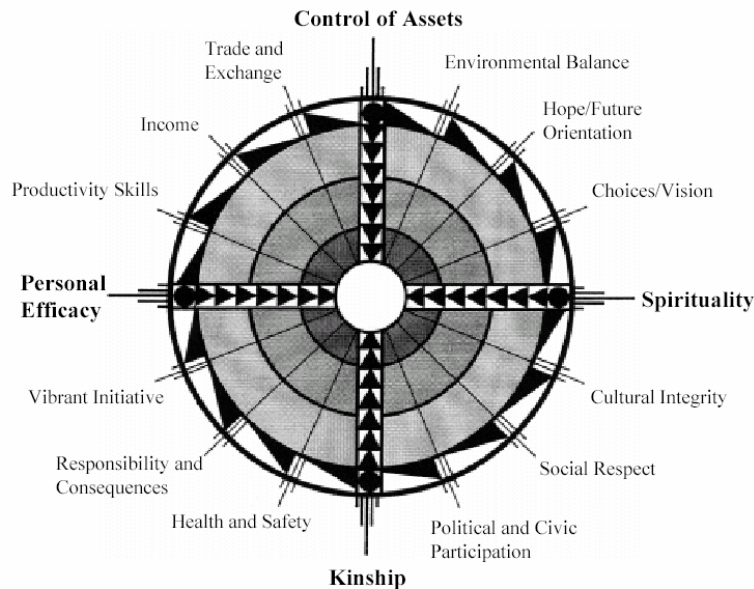 Control of Assets
Trade and
Exchange
Environmental Balance
Hope/Future
Orientation
Income
Productivity Skills
Choices/Vision
Personal
Efficacy
Spirituality
Vibrant Initiative
Cultural Integrity
Responsibility and
Consequences
Social Respect
Health and Safety
Political and Civic
Participation
Kinship